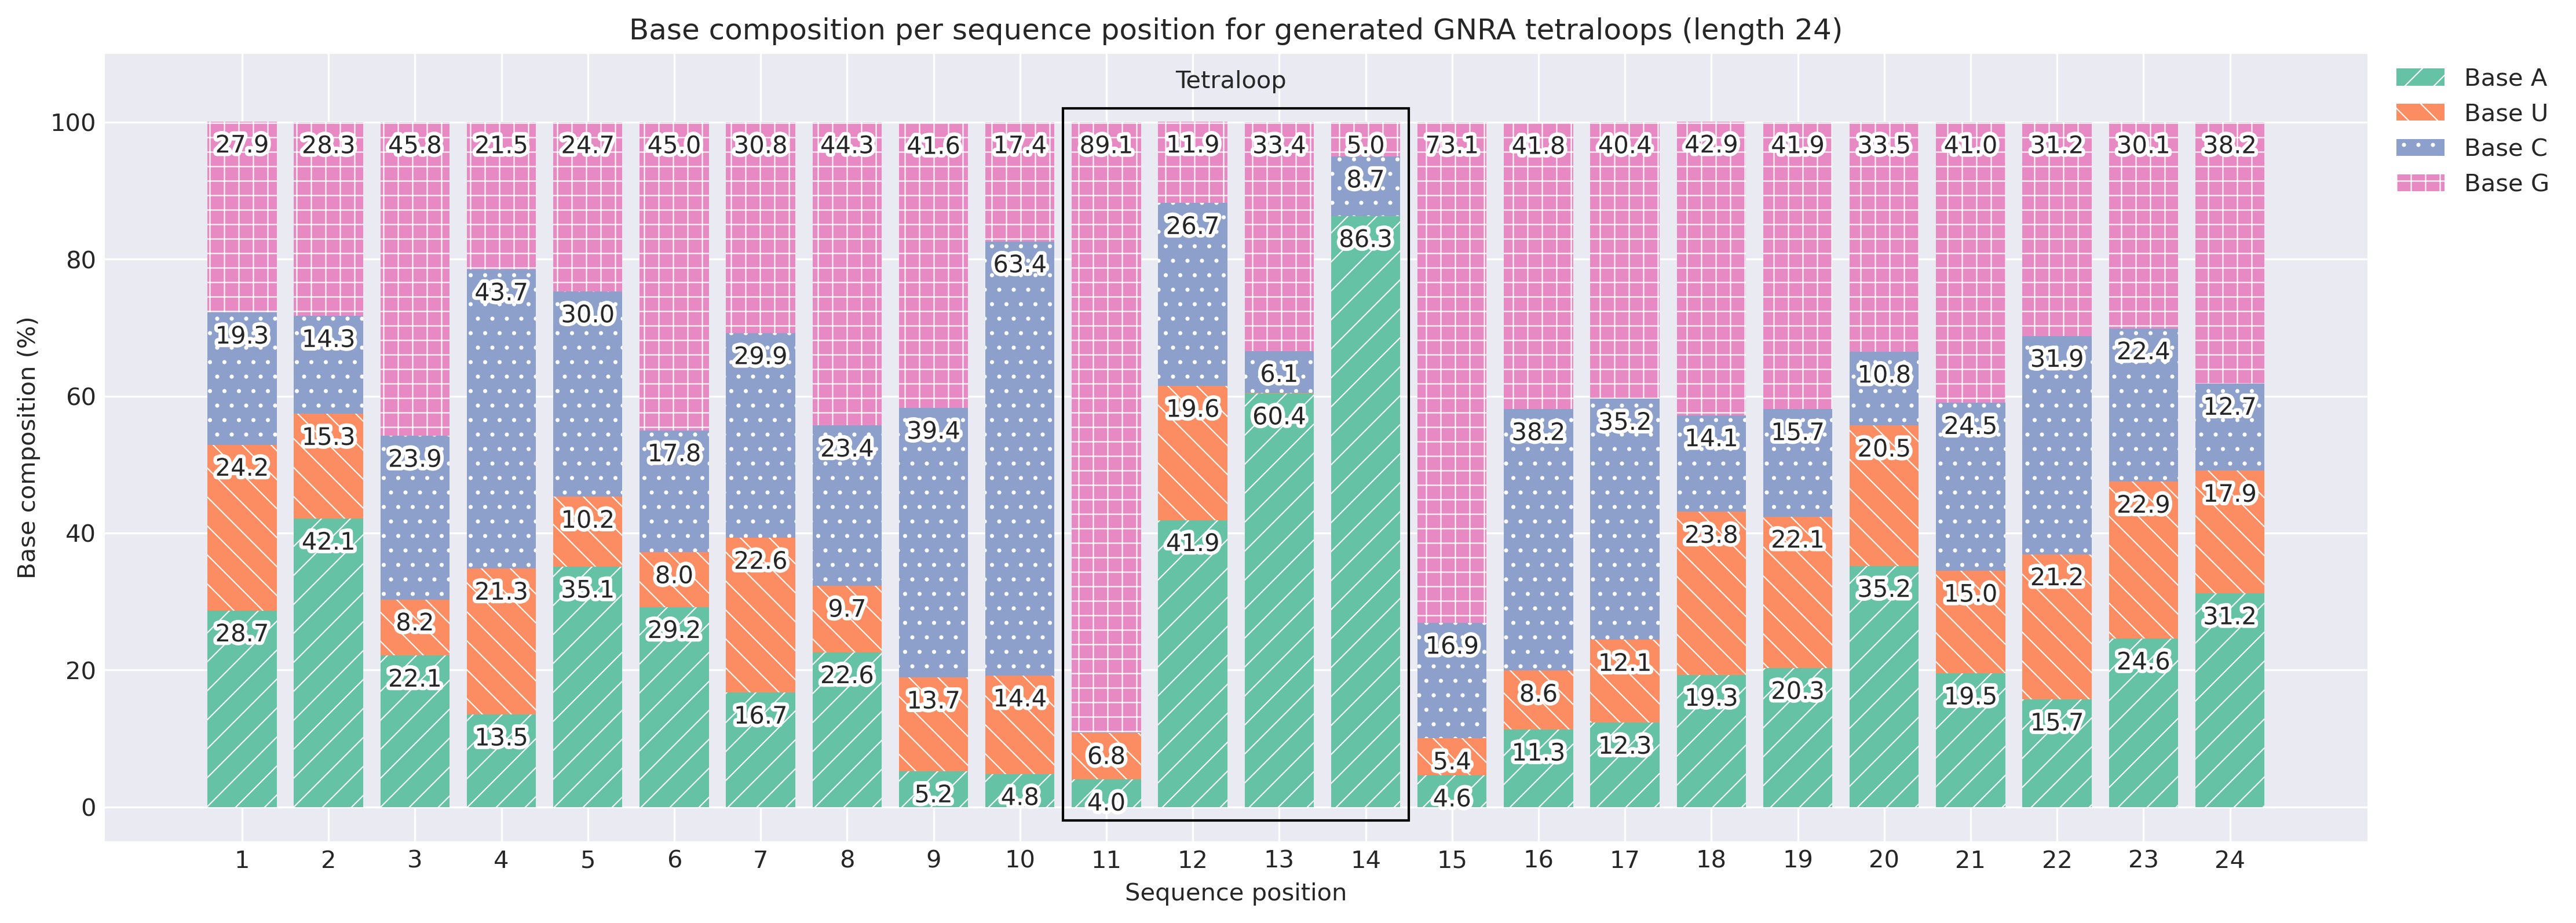 Base composition per sequence position for generated GNRA tetraloops (length 24)
Tetraloop
Base A
Base U
Base C
Base G
Base composition (%)
100
80
60
40
20
0
27.9 28.3 45.8 21.5 24.7 45.0 30.8 44.3 41.6 17.4 89.1 11.9 33.4 5.0 73.1 41.8 40.4 42.9 41.9 33.5 41.0 31.2 30.1 38.2
19.3 14.3 23.9 43.7 30.0 17.8 29.9 23.4 39.4 63.4 26.7 6.1 8.7 16.9 38.2 35.2 14.1 15.7 10.8 24.5 31.9 22.4 12.7
24.2 15.3 8.2 21.3 10.2 8.0 22.6 9.7 13.7 14.4 6.8 19.6 5.4 8.6 12.1 23.8 22.1 20.5 15.0 21.2 22.9 17.9
28.7 42.1 22.1 13.5 35.1 29.2 16.7 22.6 5.2 4.8 4.0 41.9 60.4 86.3 4.6 11.3 12.3 19.3 20.3 35.2 19.5 15.7 24.6 31.2
1 2 3 4 5 6 7 8 9 10 11 12 13 14 15 16 17 18 19 20 21 22 23 24
Sequence position